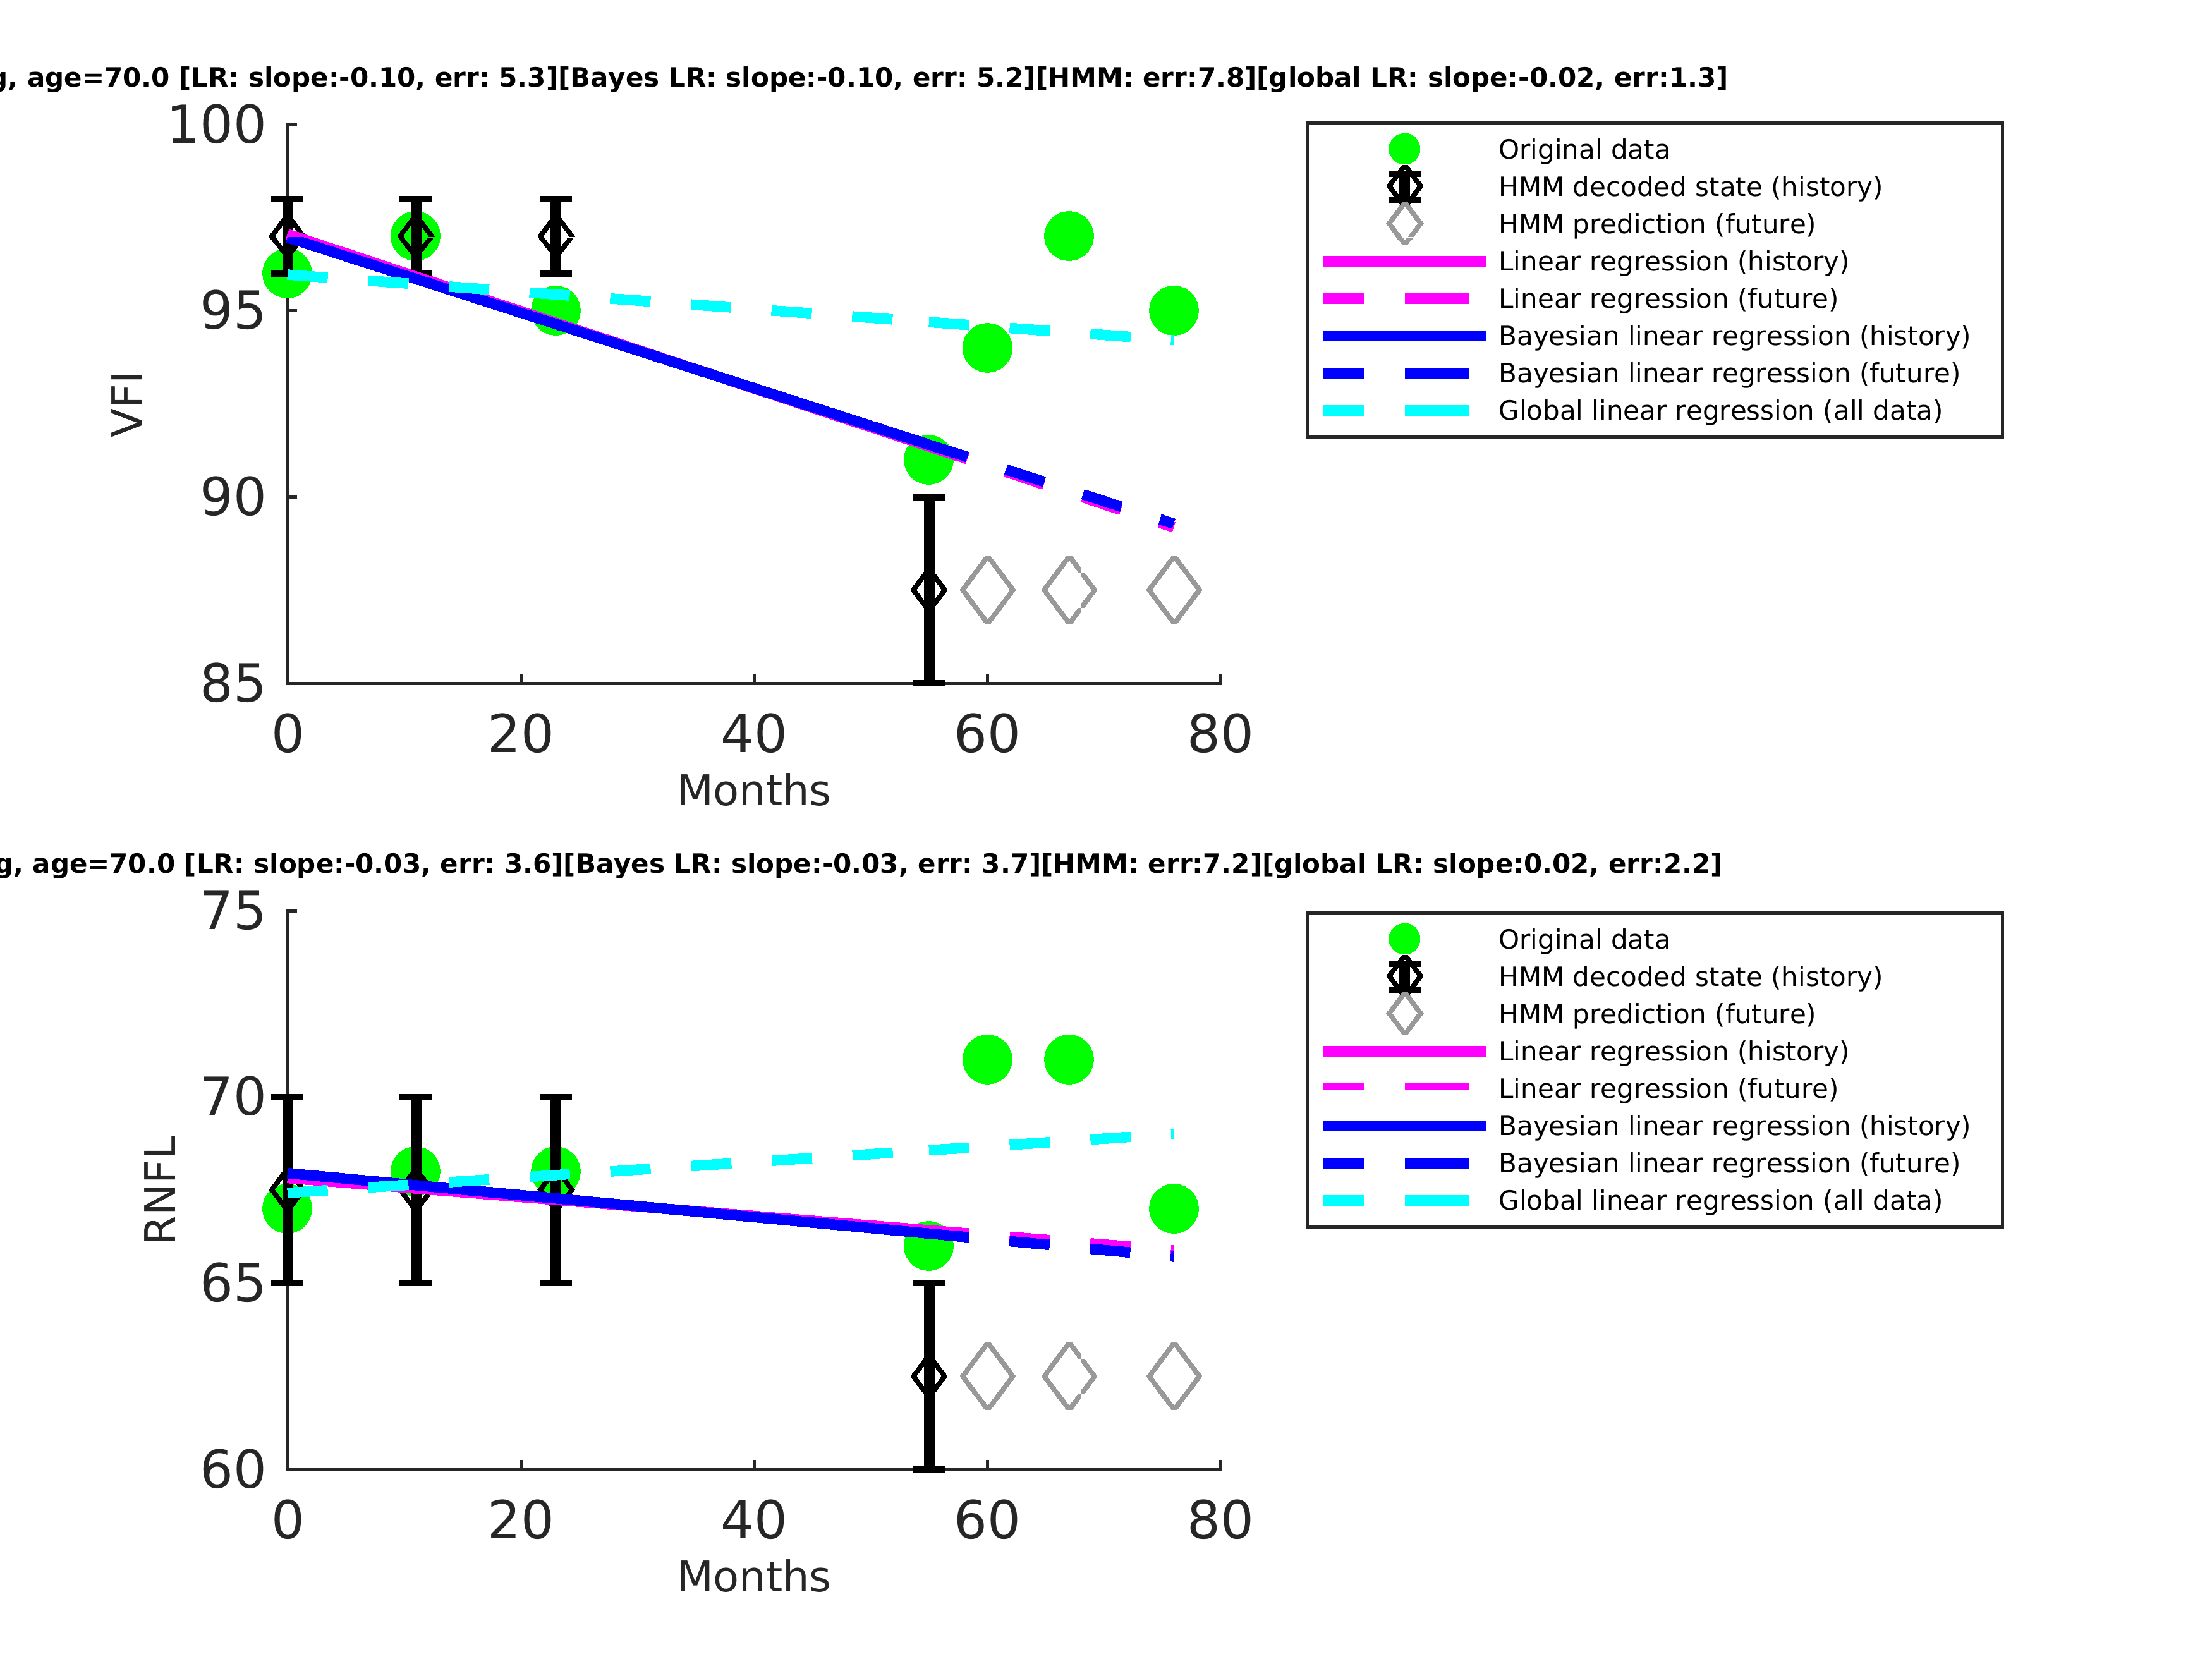 age=70.0 [LR: slope:-0.10, err: 5.3][Bayes LR: slope:-0.10, err: 5.2][HMM: err:7.8][global LR: slope:-0.02, err:1.3]
100
95
90
85
VFI
0 20 40 60 80
Months
Original data
HMM decoded state (history)
HMM prediction (future)
Linear regression (history)
Linear regression (future)
Bayesian linear regression (history)
Bayesian linear regression (future)
Global linear regression (all data)
age=70.0 [LR: slope:-0.03, err: 3.6][Bayes LR: slope:-0.03, err: 3.7][HMM: err:7.2][global LR: slope:0.02, err:2.2]
75
70
65
60
RNFL
0 20 40 60 80
Months
Original data
HMM decoded state (history)
HMM prediction (future)
Linear regression (history)
Linear regression (future)
Bayesian linear regression (history)
Bayesian linear regression (future)
Global linear regression (all data)